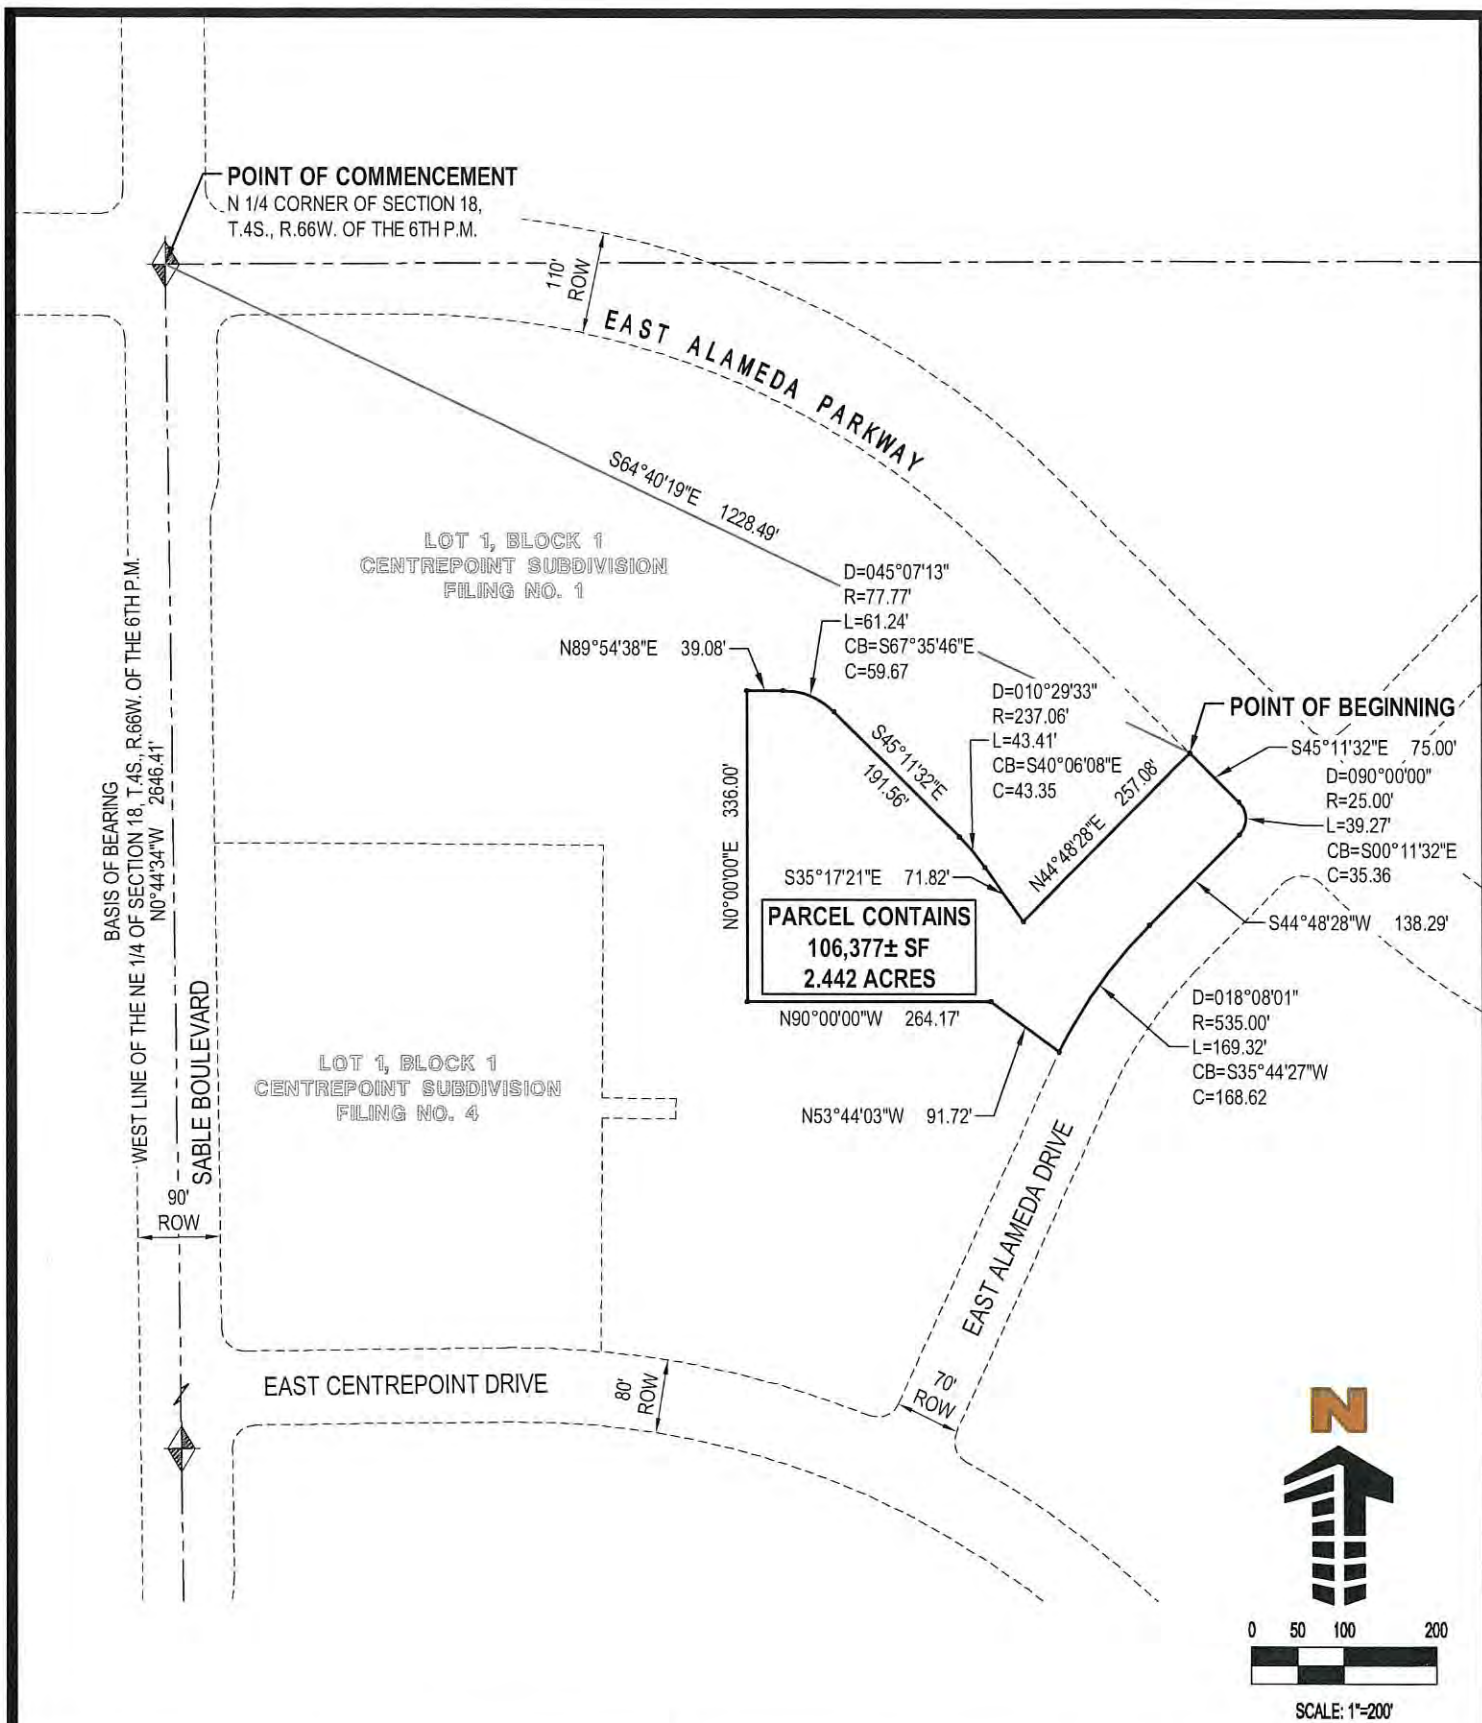 POINT OF COMMENCEMENT
N 1/4 CORNER OF SECTION 18,
T.4S., R.66W. OF THE 6TH P.M.
110'
ROW
EAST ALAMEDA PARKWAY
S64°40'19"E 1228.49'
LOT 1, BLOCK 1
CENTREPOINT SUBDIVISION
FILING NO. 1
D=045°07'13"
R=77.77'
L=61.24'
CB=S67°35'46"E
C=59.67
N89°54'38"E 39.08'
D=010°29'33"
R=237.06'
L=43.41'
CB=S40°06'08"E
C=43.35
POINT OF BEGINNING
S45°11'32"E 75.00'
D=090°00'00"
R=25.00'
L=39.27'
CB=S00°11'32"E
C=35.36
S45°11'32"E
191.56'
N44°48'28"E 257.08'
N0°00'00"E 336.00'
S35°17'21"E 71.82'
S44°48'28"W 138.29'
PARCEL CONTAINS
106,377± SF
2.442 ACRES
N90°00'00"W 264.17'
D=018°08'01"
R=535.00'
L=169.32'
CB=S35°44'27"W
C=168.62
N53°44'03"W 91.72'
BASIS OF BEARING
WEST LINE OF THE NE 1/4 OF SECTION 18, T.4S., R.66W. OF THE 6TH P.M.
N0°44'34"W 2646.41'
SABLE BOULEVARD
LOT 1, BLOCK 1
CENTREPOINT SUBDIVISION
FILING NO. 4
90'
ROW
EAST ALAMEDA DRIVE
EAST CENTREPOINT DRIVE
80'
ROW
70'
ROW
N
0 50 100 200
SCALE: 1"=200'